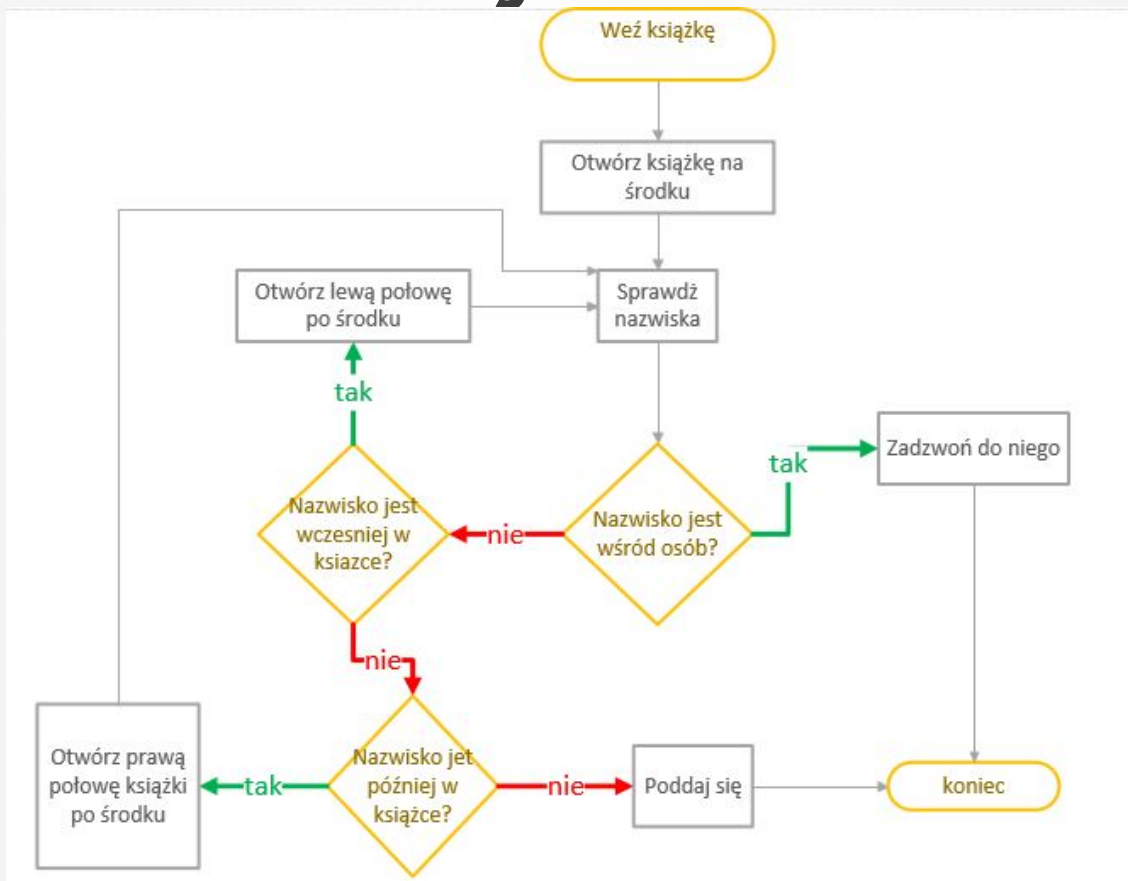 Weź książkę
Otwórz książkę na
środku
Otwórz lewą połowę
po środku
Sprawdź
nazwiska
tak
Zadzwoń do niego
tak
Nazwisko jest
wczesniej w
ksiazce?
nie
Nazwisko jest
wśród osób?
nie
Otwórz prawą
połowę książki
po środku
tak
Nazwisko jet
później w
książce?
nie
Poddaj się
koniec